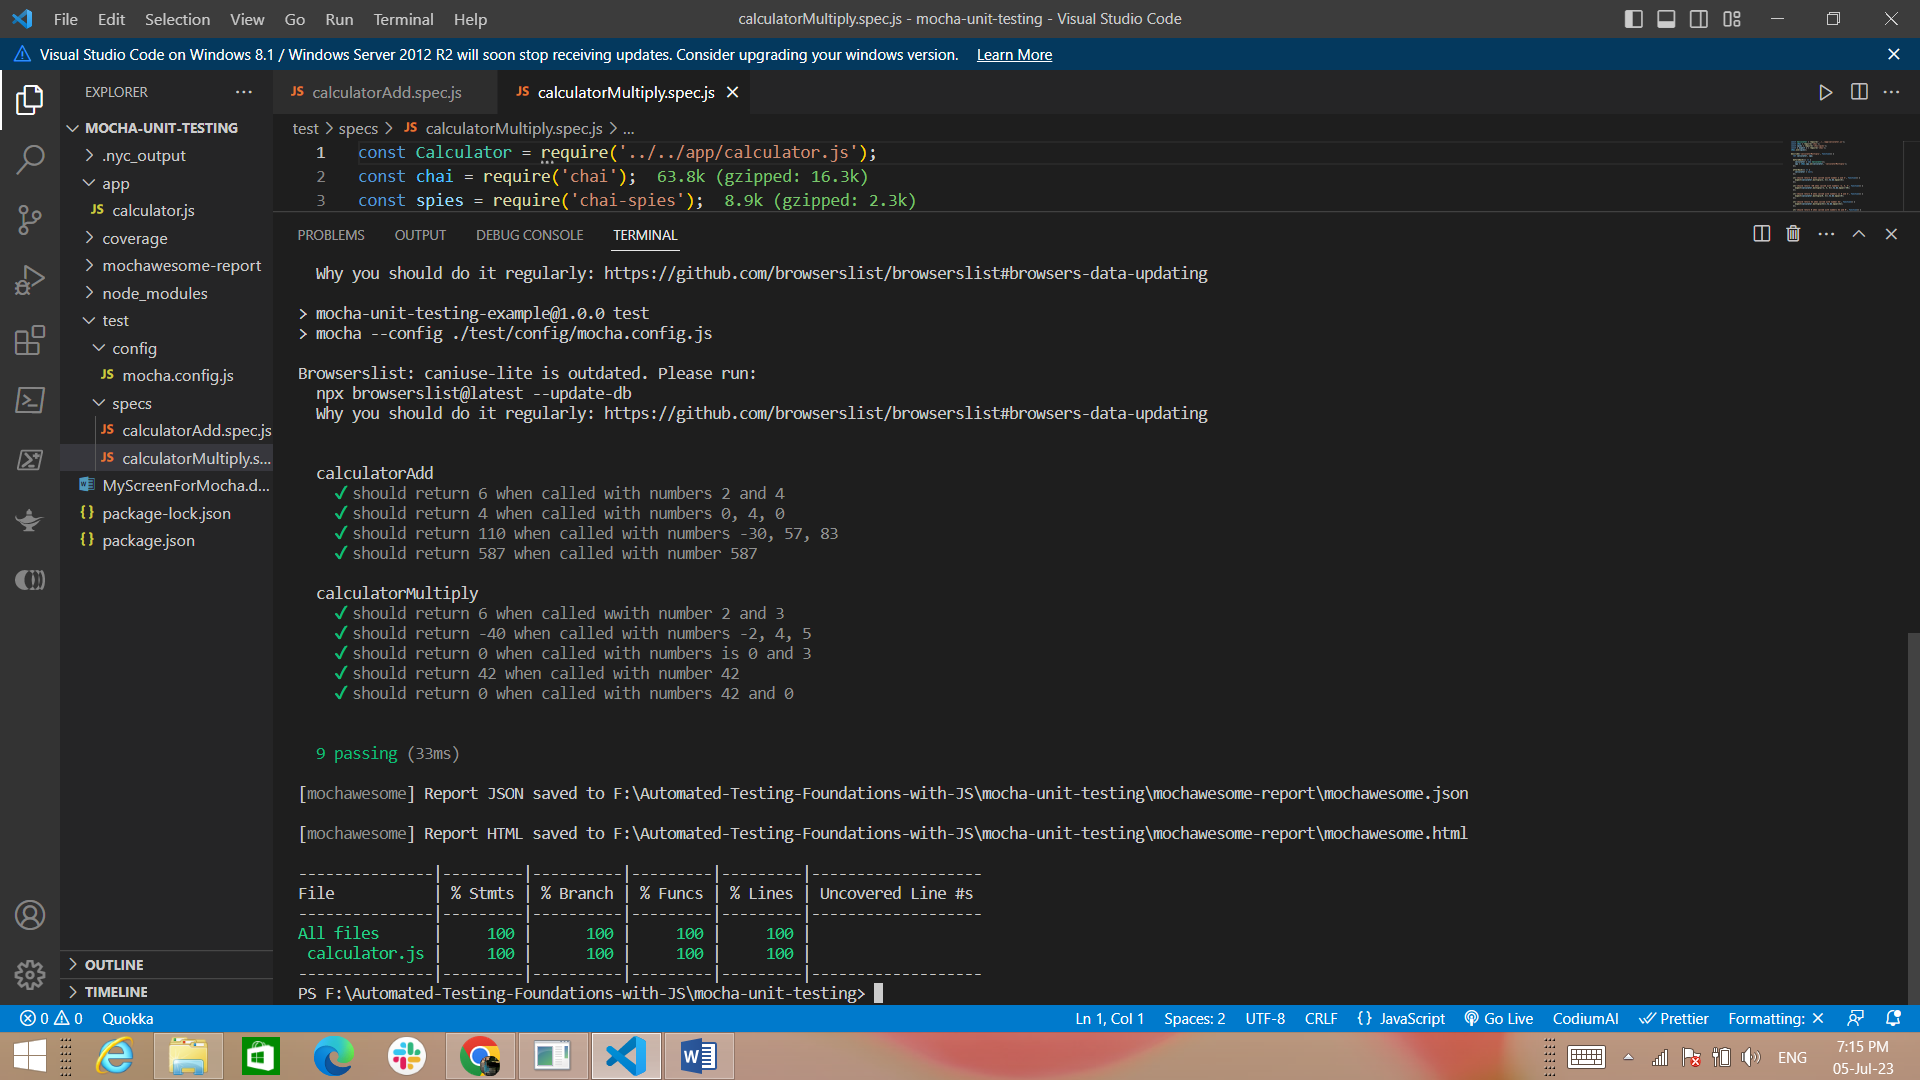 File Edit Selection View Go Run Terminal Help
calculatorMultiply.spec.js - mocha-unit-testing - Visual Studio Code
Visual Studio Code on Windows 8.1 / Windows Server 2012 R2 will soon stop receiving updates. Consider upgrading your windows version. Learn More
EXPLORER
MOCHA-UNIT-TESTING
.nyc_output
app
JS calculator.js
coverage
mochawesome-report
node_modules
test
config
JS mocha.config.js
specs
JS calculatorAdd.spec.js
JS calculatorMultiply.s...
MyScreenForMocha.d...
{} package-lock.json
{} package.json
OUTLINE
TIMELINE
JS calculatorAdd.spec.js
JS calculatorMultiply.spec.js
test > specs > JS calculatorMultiply.spec.js > ...
1 const Calculator = require('../../app/calculator.js');
2 const chai = require('chai'); 63.8k (gzipped: 16.3k)
3 const spies = require('chai-spies'); 8.9k (gzipped: 2.3k)
PROBLEMS OUTPUT DEBUG CONSOLE TERMINAL
Why you should do it regularly: https://github.com/browserslist/browserslist#browsers-data-updating
> mocha-unit-testing-example@1.0.0 test
> mocha --config ./test/config/mocha.config.js
Browserslist: caniuse-lite is outdated. Please run:
npx browserslist@latest --update-db
Why you should do it regularly: https://github.com/browserslist/browserslist#browsers-data-updating
calculatorAdd
✓ should return 6 when called with numbers 2 and 4
✓ should return 4 when called with numbers 0, 4, 0
✓ should return 110 when called with numbers -30, 57, 83
✓ should return 587 when called with number 587
calculatorMultiply
✓ should return 6 when called wwith number 2 and 3
✓ should return -40 when called with numbers -2, 4, 5
✓ should return 0 when called with numbers is 0 and 3
✓ should return 42 when called with number 42
✓ should return 0 when called with numbers 42 and 0
9 passing (33ms)
[mochawesome] Report JSON saved to F:\Automated-Testing-Foundations-with-JS\mocha-unit-testing\mochawesome-report\mochawesome.json
[mochawesome] Report HTML saved to F:\Automated-Testing-Foundations-with-JS\mocha-unit-testing\mochawesome-report\mochawesome.html
---------------|---------|----------|---------|---------|-------------------
File | % Stmts | % Branch | % Funcs | % Lines | Uncovered Line #s
---------------|---------|----------|---------|---------|-------------------
All files | 100 | 100 | 100 | 100 |
calculator.js | 100 | 100 | 100 | 100 |
---------------|---------|----------|---------|---------|-------------------
PS F:\Automated-Testing-Foundations-with-JS\mocha-unit-testing>
0 0 Quokka
Ln 1, Col 1 Spaces: 2 UTF-8 CRLF {} JavaScript Go Live CodiumAI Prettier Formatting: ×
ENG
7:15 PM
05-Jul-23